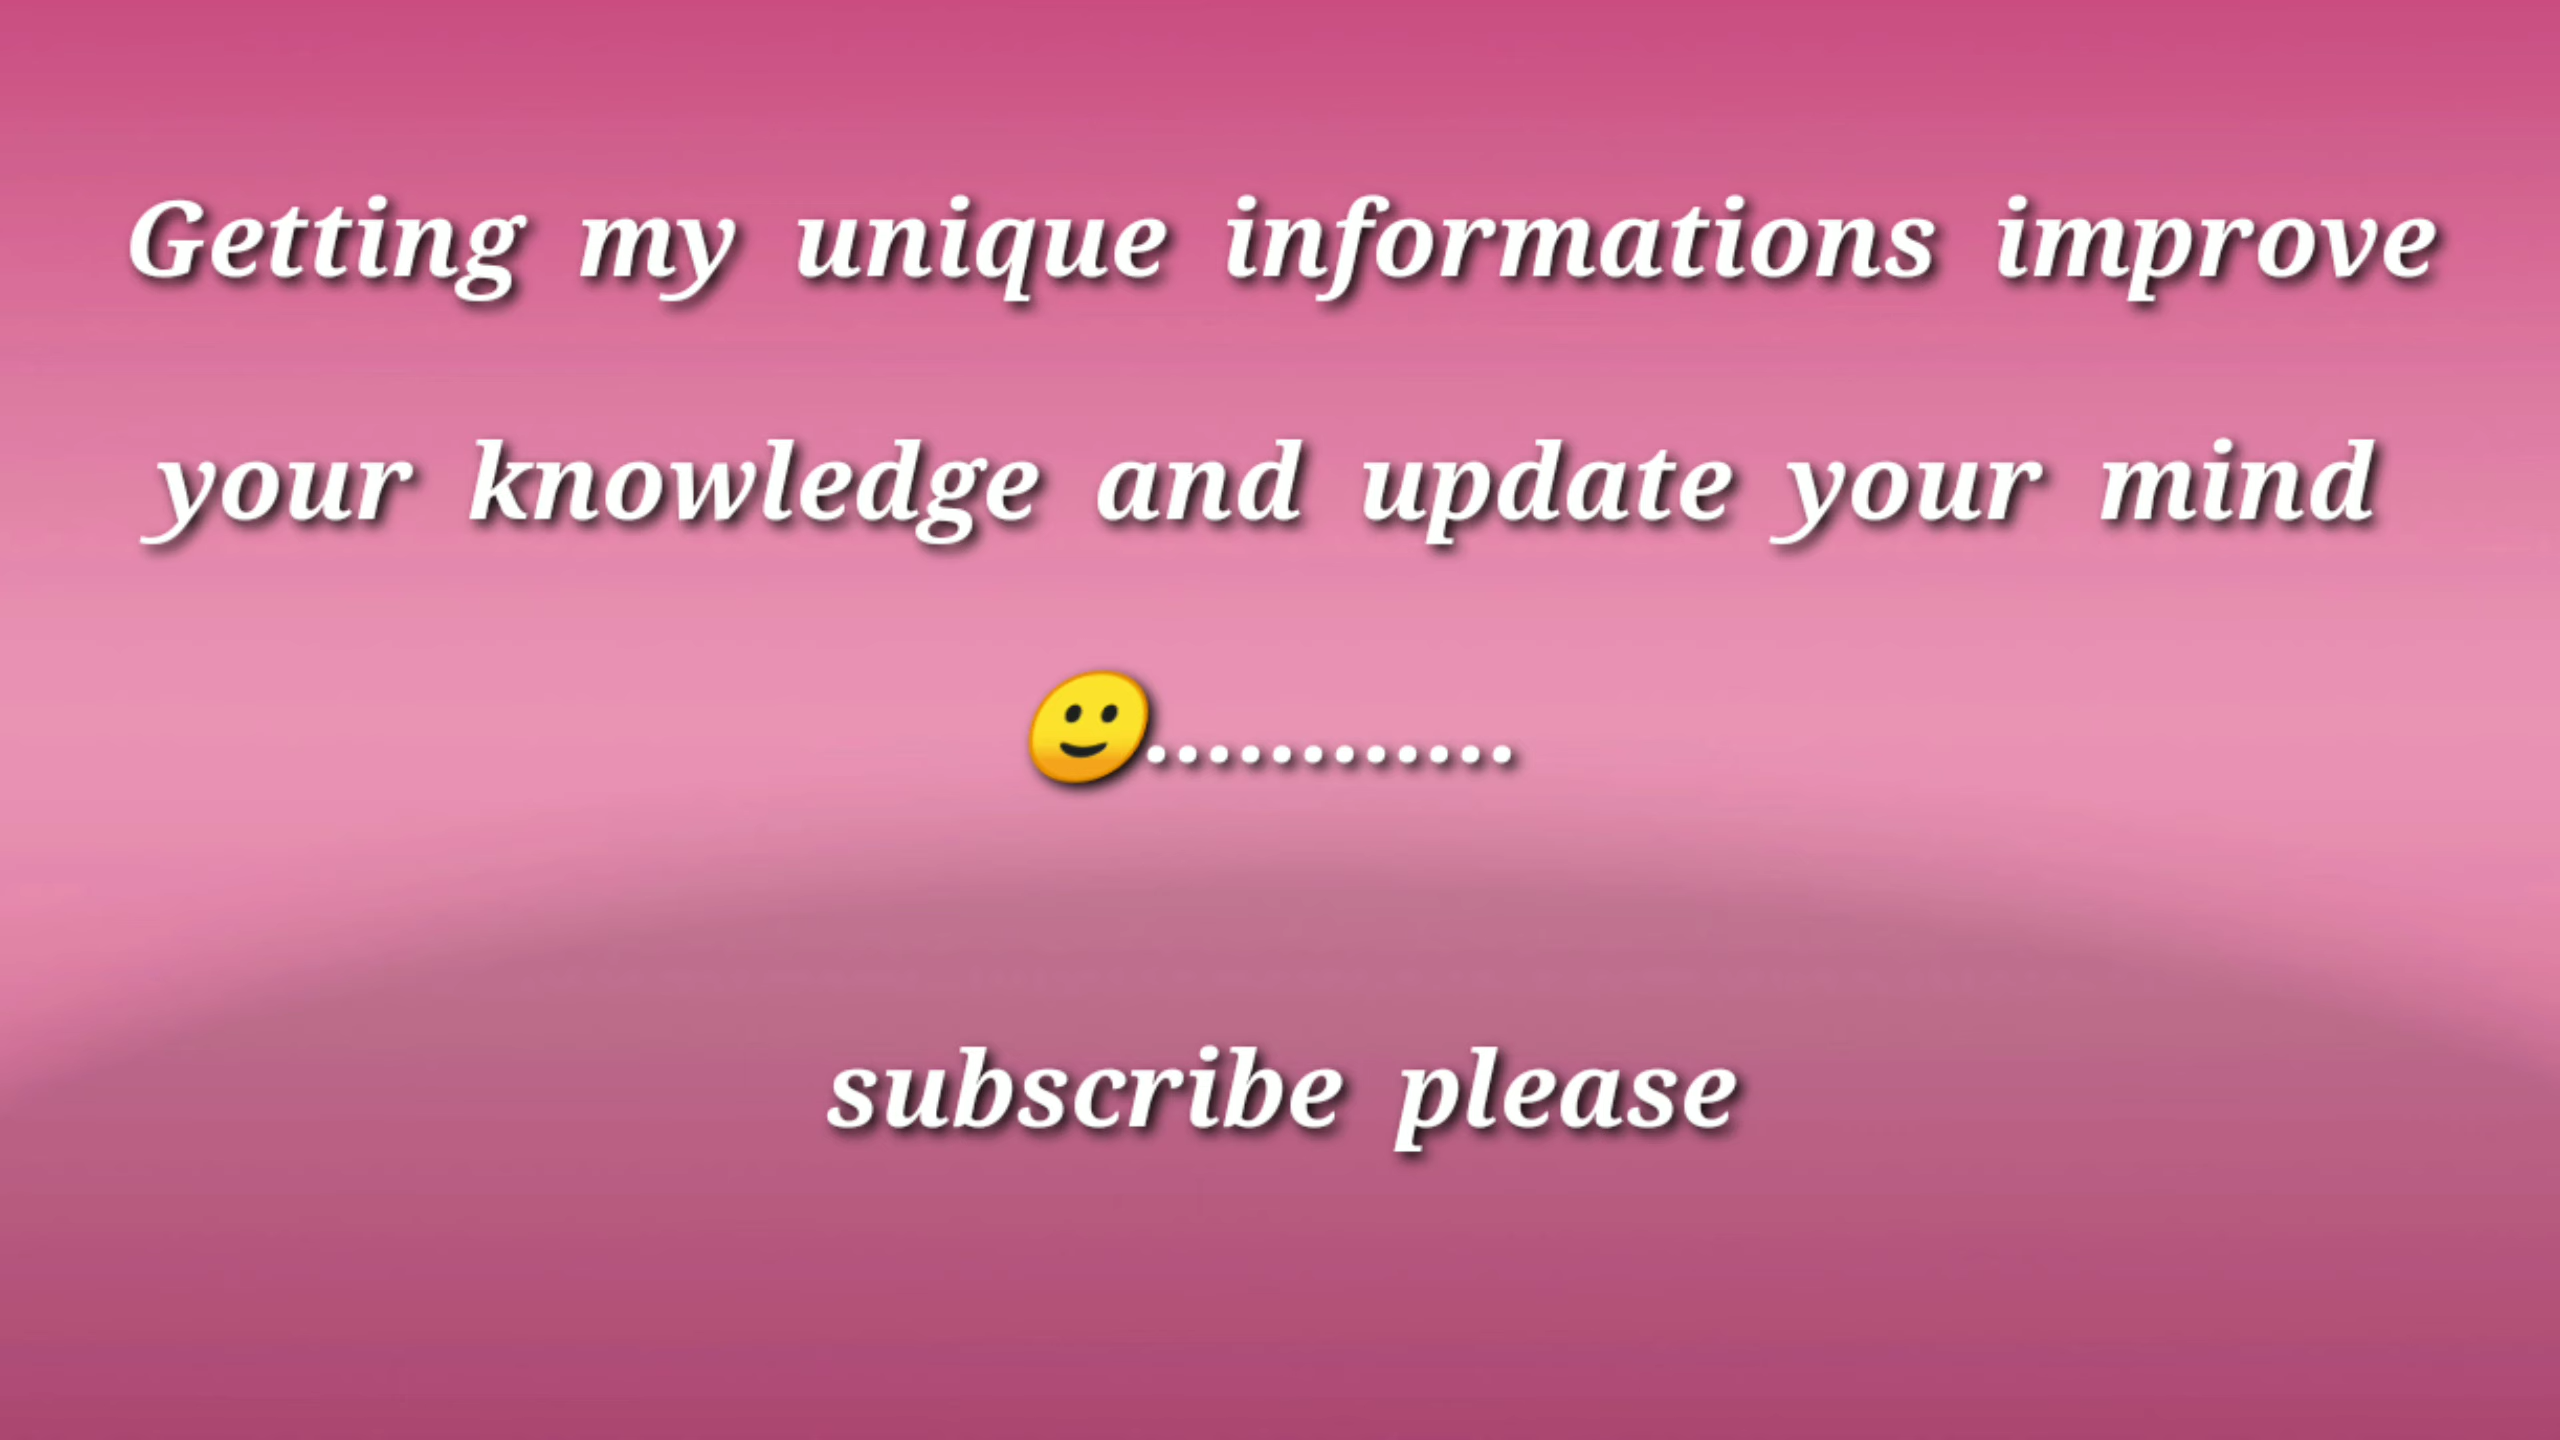 Getting my unique informations improve
your knowledge and update your mind
🙂............
subscribe please